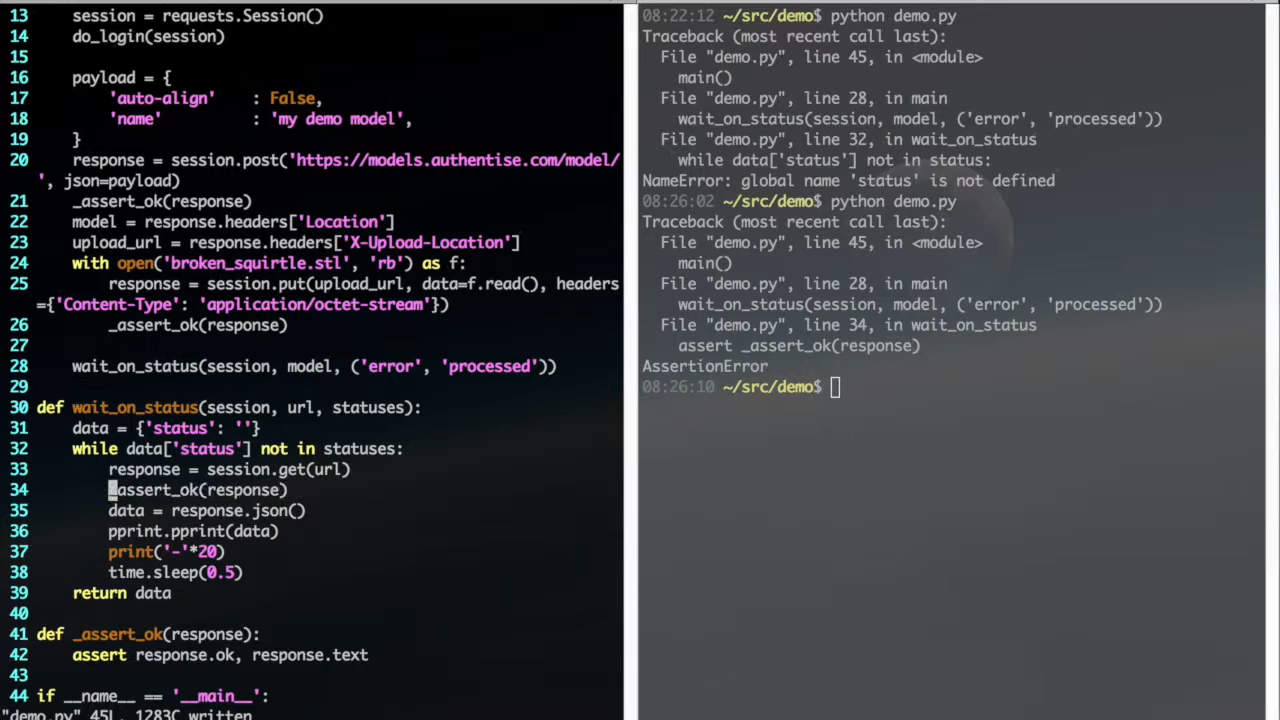 13     session = requests.Session()
14     do_login(session)
15
16     payload = {
17         'auto-align'    : False,
18         'name'          : 'my demo model',
19     }
20     response = session.post('https://models.authentise.com/model/
', json=payload)
21     _assert_ok(response)
22     model = response.headers['Location']
23     upload_url = response.headers['X-Upload-Location']
24     with open('broken_squirtle.stl', 'rb') as f:
25         response = session.put(upload_url, data=f.read(), headers
={'Content-Type': 'application/octet-stream'})
26         _assert_ok(response)
27
28     wait_on_status(session, model, ('error', 'processed'))
29
30 def wait_on_status(session, url, statuses):
31     data = {'status': ''}
32     while data['status'] not in statuses:
33         response = session.get(url)
34         _assert_ok(response)
35         data = response.json()
36         pprint.pprint(data)
37         print('-'*20)
38         time.sleep(0.5)
39     return data
40
41 def _assert_ok(response):
42     assert response.ok, response.text
43
44 if __name__ == '__main__':
"demo.py" 45L, 1283C written
08:22:12 ~/src/demo$ python demo.py
Traceback (most recent call last):
  File "demo.py", line 45, in <module>
    main()
  File "demo.py", line 28, in main
    wait_on_status(session, model, ('error', 'processed'))
  File "demo.py", line 32, in wait_on_status
    while data['status'] not in status:
NameError: global name 'status' is not defined
08:26:02 ~/src/demo$ python demo.py
Traceback (most recent call last):
  File "demo.py", line 45, in <module>
    main()
  File "demo.py", line 28, in main
    wait_on_status(session, model, ('error', 'processed'))
  File "demo.py", line 34, in wait_on_status
    assert _assert_ok(response)
AssertionError
08:26:10 ~/src/demo$